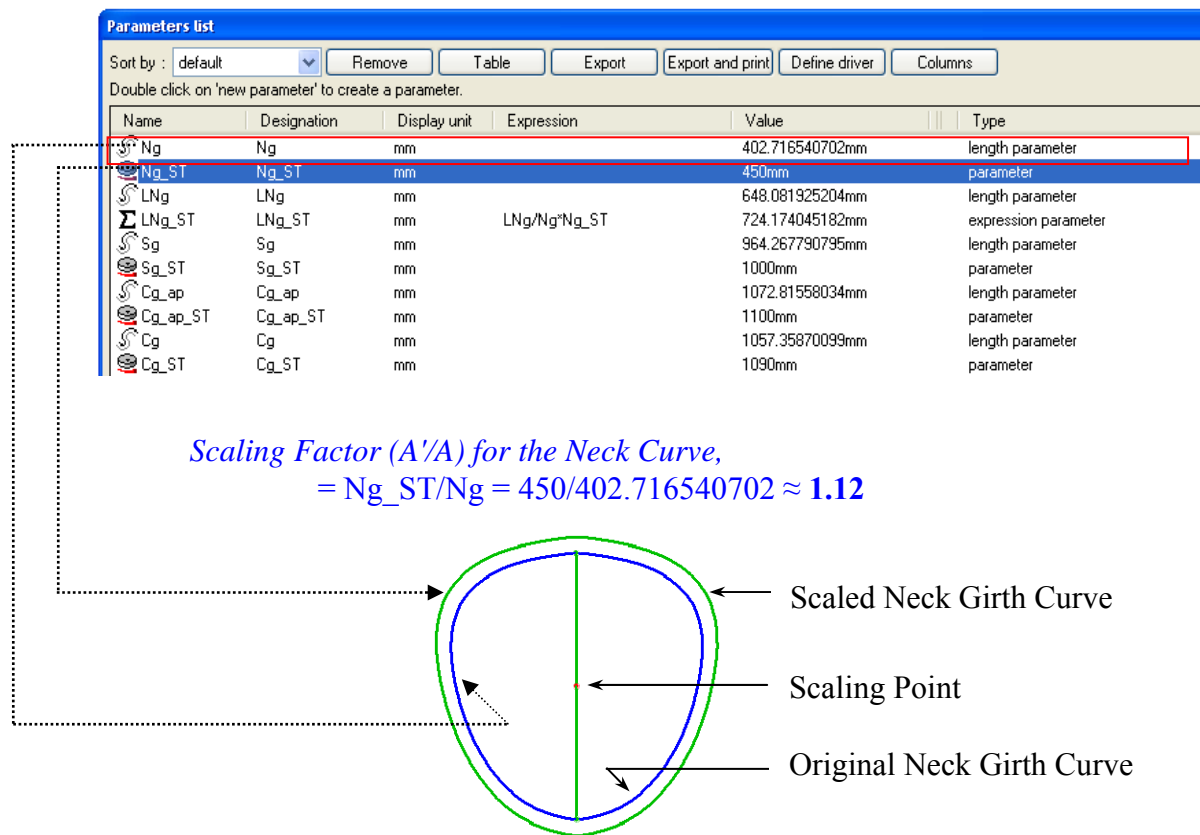 Parameters list
Sort by : default Remove Table Export Export and print Define driver Columns
Double click on 'new parameter' to create a parameter.
Name Designation Display unit Expression Value Type
Ng Ng mm 402.716540702mm length parameter
Ng_ST Ng_ST mm 450mm parameter
LNg LNg mm 648.081925204mm length parameter
LNg_ST LNg_ST mm LNg/Ng*Ng_ST 724.174045182mm expression parameter
Sg Sg mm 964.267790795mm length parameter
Sg_ST Sg_ST mm 1000mm parameter
Cg_ap Cg_ap mm 1072.81558034mm length parameter
Cg_ap_ST Cg_ap_ST mm 1100mm parameter
Cg Cg mm 1057.35870099mm length parameter
Cg_ST Cg_ST mm 1090mm parameter
Scaling Factor (A'/A) for the Neck Curve,
= Ng_ST/Ng = 450/402.716540702 ≈ 1.12
Scaled Neck Girth Curve
Scaling Point
Original Neck Girth Curve